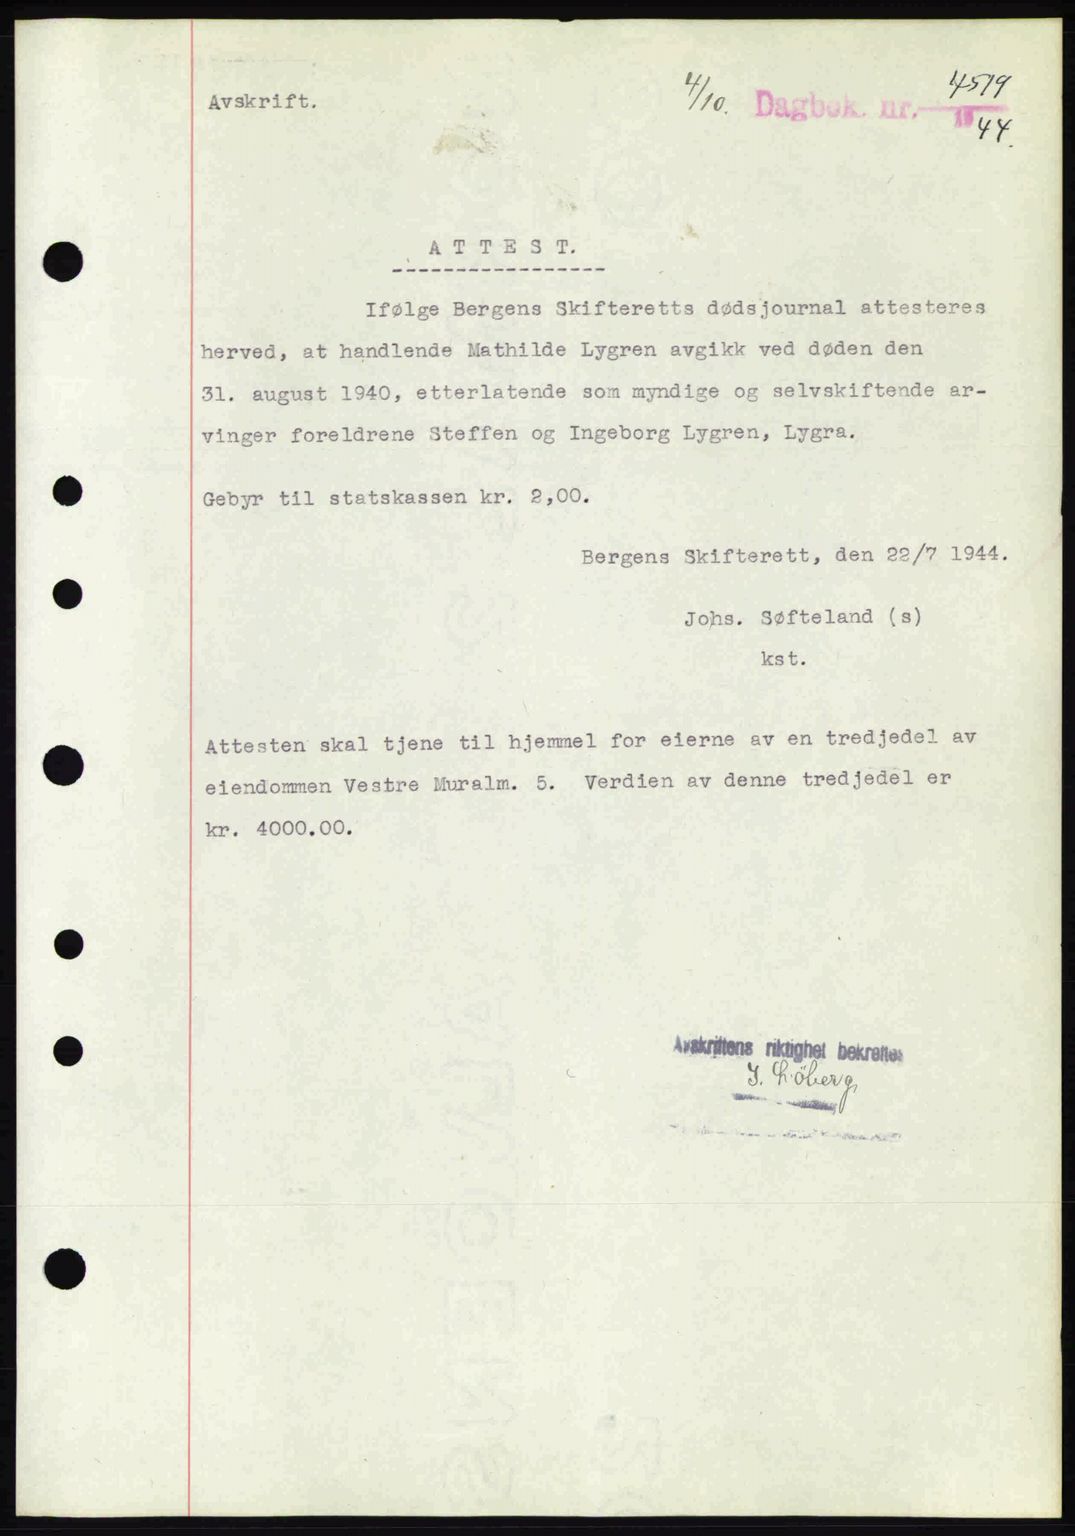 Avskrift.
4/10. Dagbok. nr. 4519
1944.
ATTEST.
Ifølge Bergens Skifteretts dødsjournal attesteres
herved, at handlende Mathilde Lygren avgikk ved døden den
31. august 1940, etterlatende som myndige og selvskiftende ar-
vinger foreldrene Steffen og Ingeborg Lygren, Lygra.
Gebyr til statskassen kr. 2,00.
Bergens Skifterett, den 22/7 1944.
Johs. Søfteland (s)
kst.
Attesten skal tjene til hjemmel for eierne av en tredjedel av
eiendommen Vestre Muralm. 5. Verdien av denne tredjedel er
kr. 4000.00.
Avskriftens riktighet bekreftes
I. Löberg